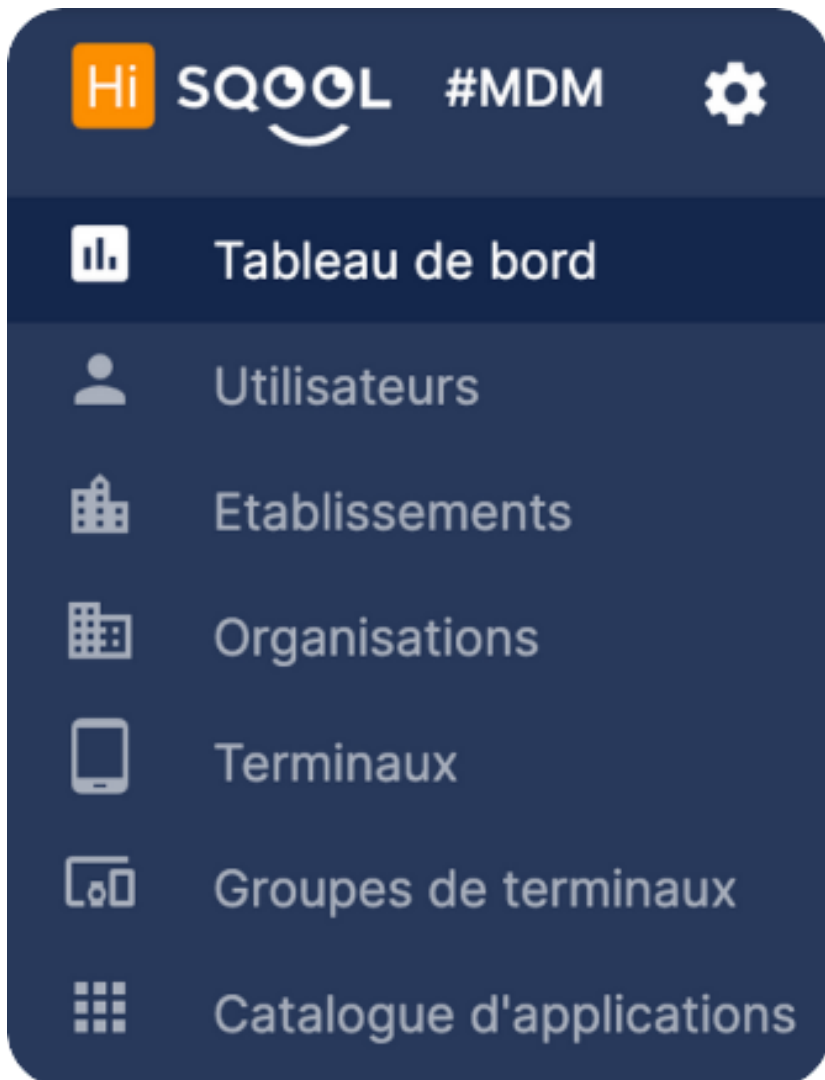 Hi SQOOL #MDM
Tableau de bord
Utilisateurs
Etablissements
Organisations
Terminaux
Groupes de terminaux
Catalogue d'applications